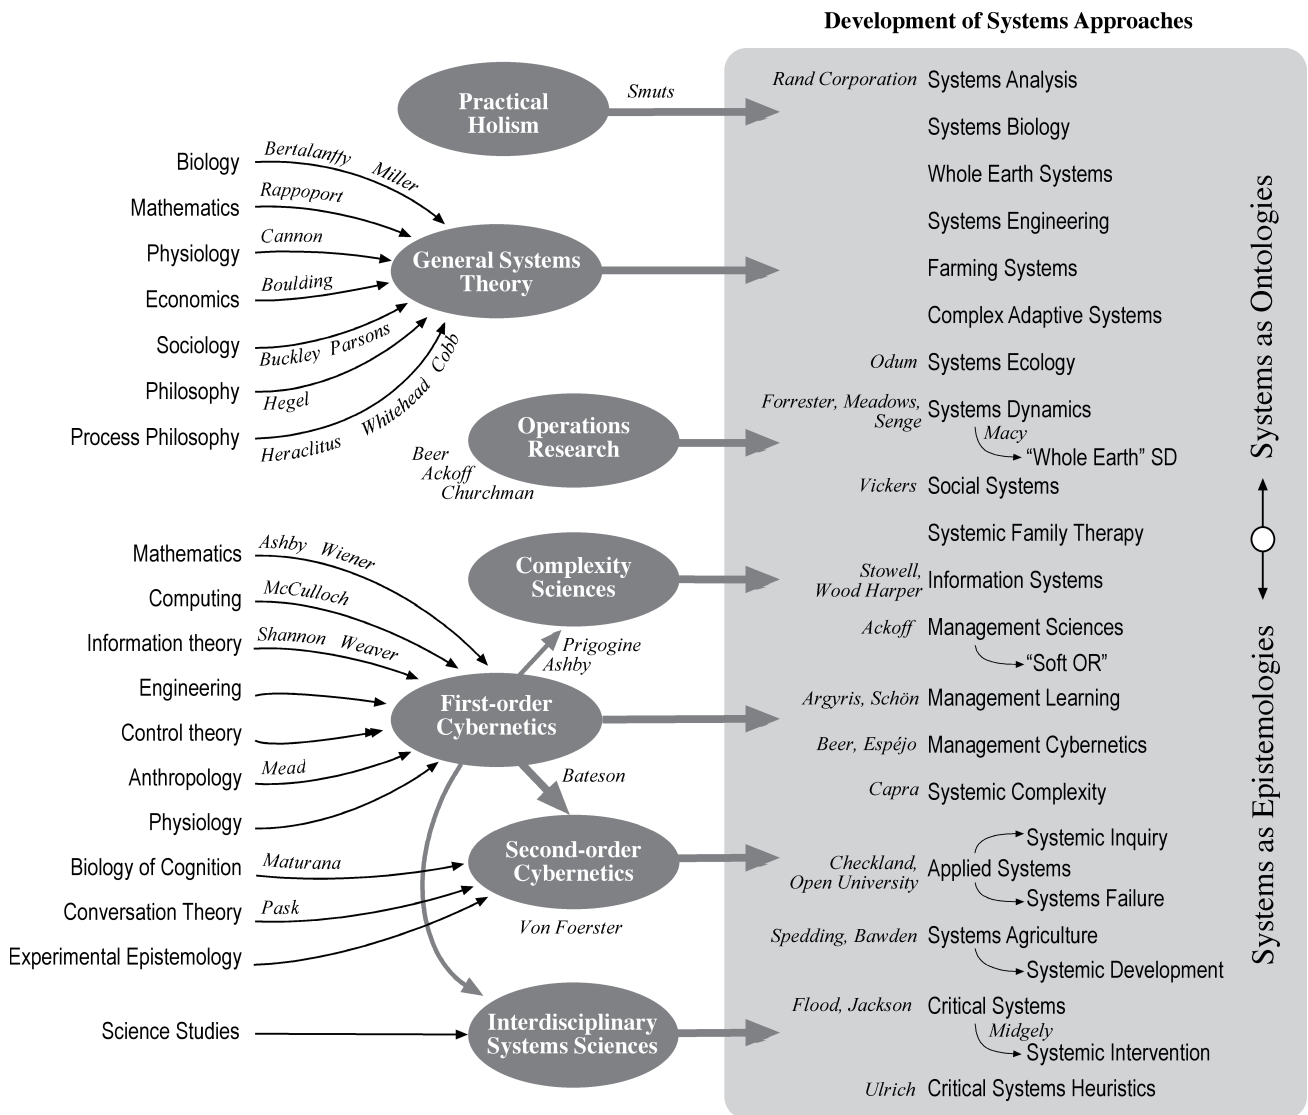 Development of Systems Approaches
Practical
Holism
Smuts
Biology
Bertalanffy Miller
Mathematics
Rappoport
Physiology
Cannon
Economics
Boulding
Sociology
Buckley Parsons
Philosophy
Hegel
Process Philosophy
Heraclitus Whitehead Cobb
General Systems
Theory
Operations
Research
Beer
Ackoff
Churchman
Mathematics
Ashby Wiener
Computing
McCulloch
Information theory
Shannon Weaver
Engineering
Control theory
Anthropology
Mead
Physiology
Complexity
Sciences
Prigogine
Ashby
First-order
Cybernetics
Bateson
Biology of Cognition
Maturana
Conversation Theory
Pask
Experimental Epistemology
Second-order
Cybernetics
Von Foerster
Science Studies
Interdisciplinary
Systems Sciences
Rand Corporation Systems Analysis
Systems Biology
Whole Earth Systems
Systems Engineering
Farming Systems
Complex Adaptive Systems
Odum Systems Ecology
Forrester, Meadows,
Senge
Systems Dynamics
Macy
“Whole Earth” SD
Vickers Social Systems
Systemic Family Therapy
Stowell,
Wood Harper
Information Systems
Ackoff Management Sciences
“Soft OR”
Argyris, Schön Management Learning
Beer, Espéjo Management Cybernetics
Capra Systemic Complexity
Systemic Inquiry
Checkland,
Open University
Applied Systems
Systems Failure
Spedding, Bawden Systems Agriculture
Systemic Development
Flood, Jackson Critical Systems
Midgely
Systemic Intervention
Ulrich Critical Systems Heuristics
Systems as Ontologies
Systems as Epistemologies